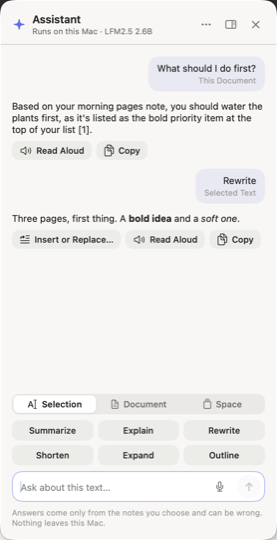 Assistant
Runs on this Mac · LFM2.5 2.6B
What should I do first?
This Document
Based on your morning pages note, you should water the
plants first, as it's listed as the bold priority item at the
top of your list [1].
Read Aloud Copy
Rewrite
Selected Text
Three pages, first thing. A bold idea and a soft one.
Insert or Replace... Read Aloud Copy
Selection Document Space
Summarize Explain Rewrite
Shorten Expand Outline
Ask about this text...
Answers come only from the notes you choose and can be wrong.
Nothing leaves this Mac.